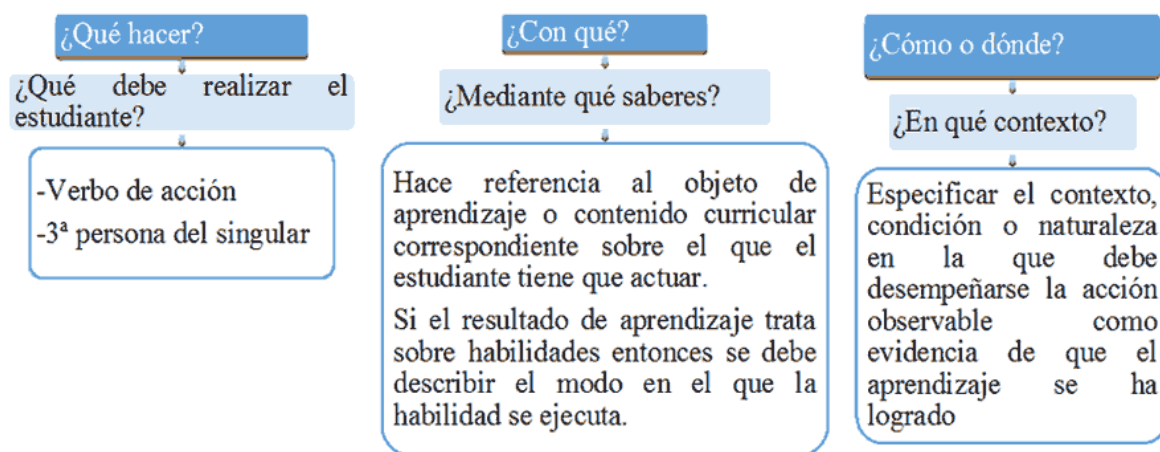 ¿Qué hacer?
¿Qué debe realizar el
estudiante?
-Verbo de acción
-3ª persona del singular
¿Con qué?
¿Mediante qué saberes?
Hace referencia al objeto de
aprendizaje o contenido curricular
correspondiente sobre el que el
estudiante tiene que actuar.
Si el resultado de aprendizaje trata
sobre habilidades entonces se debe
describir el modo en el que la
habilidad se ejecuta.
¿Cómo o dónde?
¿En qué contexto?
Especificar el contexto,
condición o naturaleza
en la que debe
desempeñarse la acción
observable como
evidencia de que el
aprendizaje se ha
logrado